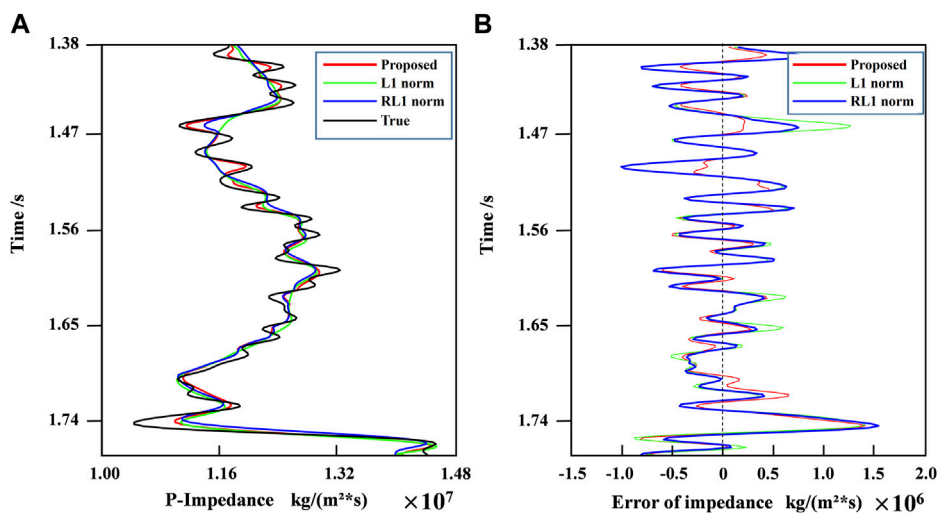 A
1.38
1.47
1.56
1.65
1.74
Time /s
Proposed
L1 norm
RL1 norm
True
1.00
1.16
1.32
1.48
P-Impedance kg/(m²*s) ×10⁷
B
1.38
1.47
1.56
1.65
1.74
Time /s
Proposed
L1 norm
RL1 norm
-1.5
-1.0
-0.5
0
0.5
1.0
1.5
2.0
Error of impedance kg/(m²*s) ×10⁶